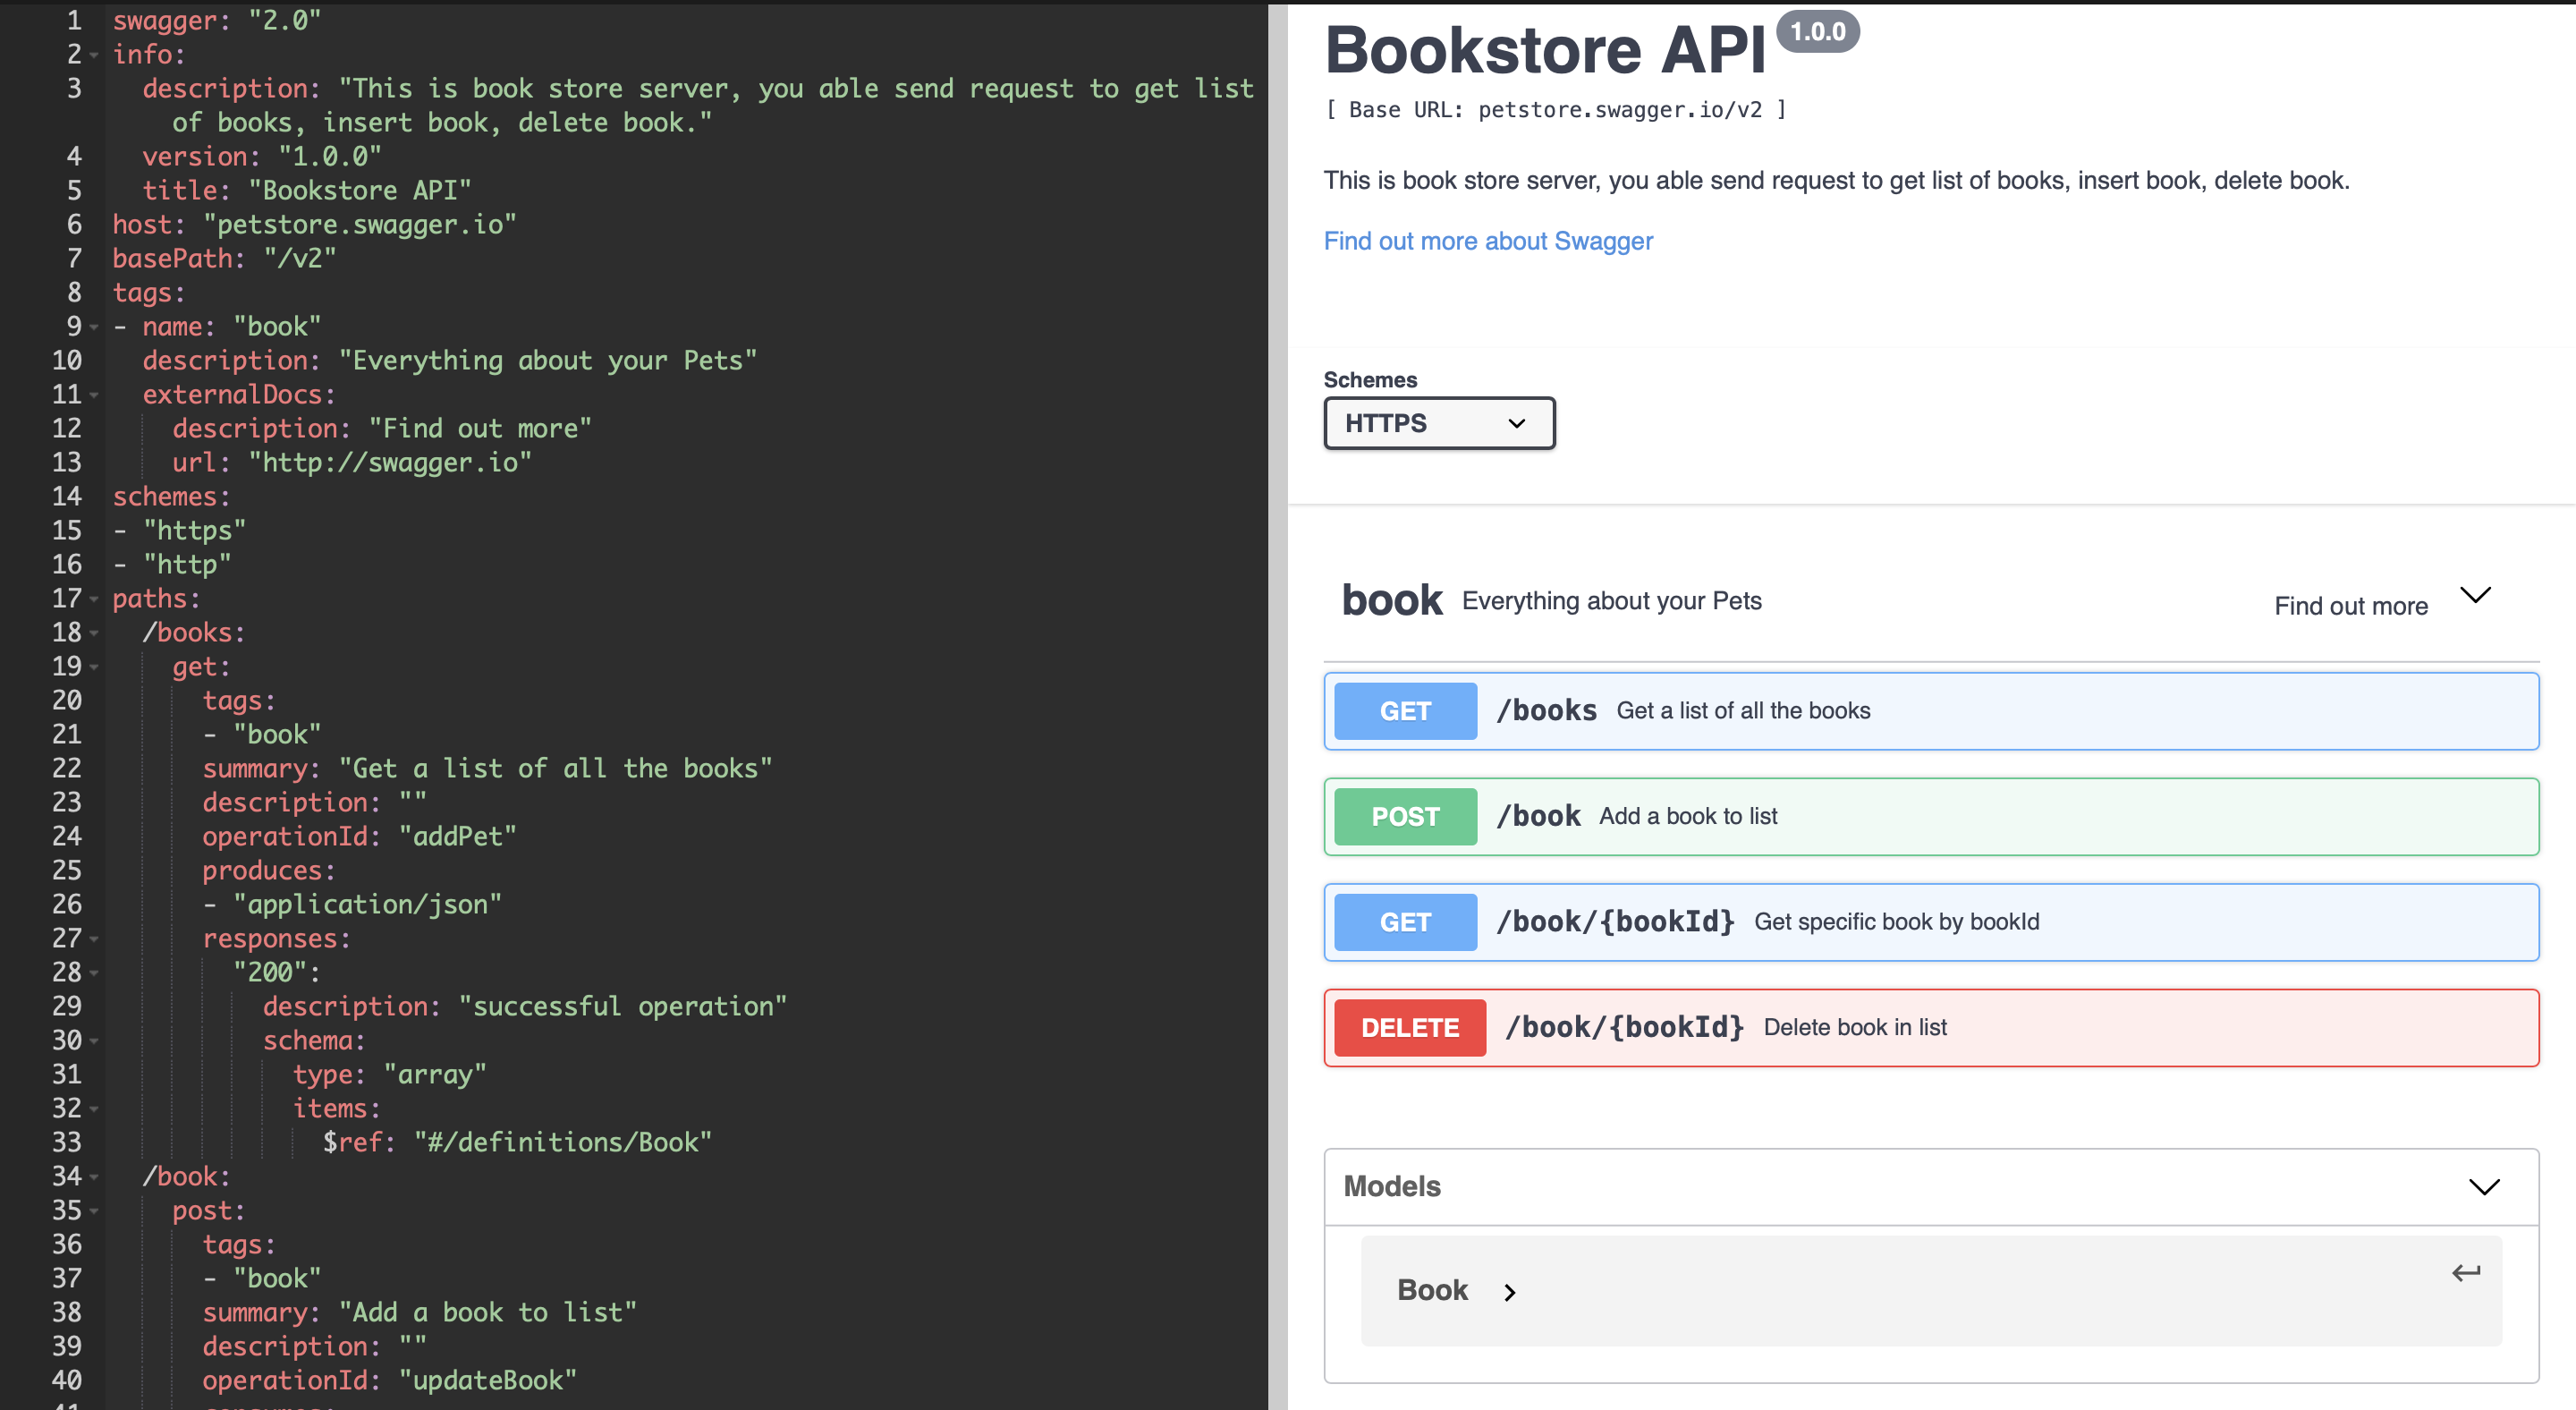 1 swagger: "2.0"
2 info:
3 description: "This is book store server, you able send request to get list
of books, insert book, delete book."
4 version: "1.0.0"
5 title: "Bookstore API"
6 host: "petstore.swagger.io"
7 basePath: "/v2"
8 tags:
9 - name: "book"
10 description: "Everything about your Pets"
11 externalDocs:
12 description: "Find out more"
13 url: "http://swagger.io"
14 schemes:
15 - "https"
16 - "http"
17 paths:
18 /books:
19 get:
20 tags:
21 - "book"
22 summary: "Get a list of all the books"
23 description: ""
24 operationId: "addPet"
25 produces:
26 - "application/json"
27 responses:
28 "200":
29 description: "successful operation"
30 schema:
31 type: "array"
32 items:
33 $ref: "#/definitions/Book"
34 /book:
35 post:
36 tags:
37 - "book"
38 summary: "Add a book to list"
39 description: ""
40 operationId: "updateBook"
Bookstore API 1.0.0
[ Base URL: petstore.swagger.io/v2 ]
This is book store server, you able send request to get list of books, insert book, delete book.
Find out more about Swagger
Schemes
HTTPS
book Everything about your Pets Find out more
GET /books Get a list of all the books
POST /book Add a book to list
GET /book/{bookId} Get specific book by bookId
DELETE /book/{bookId} Delete book in list
Models
Book